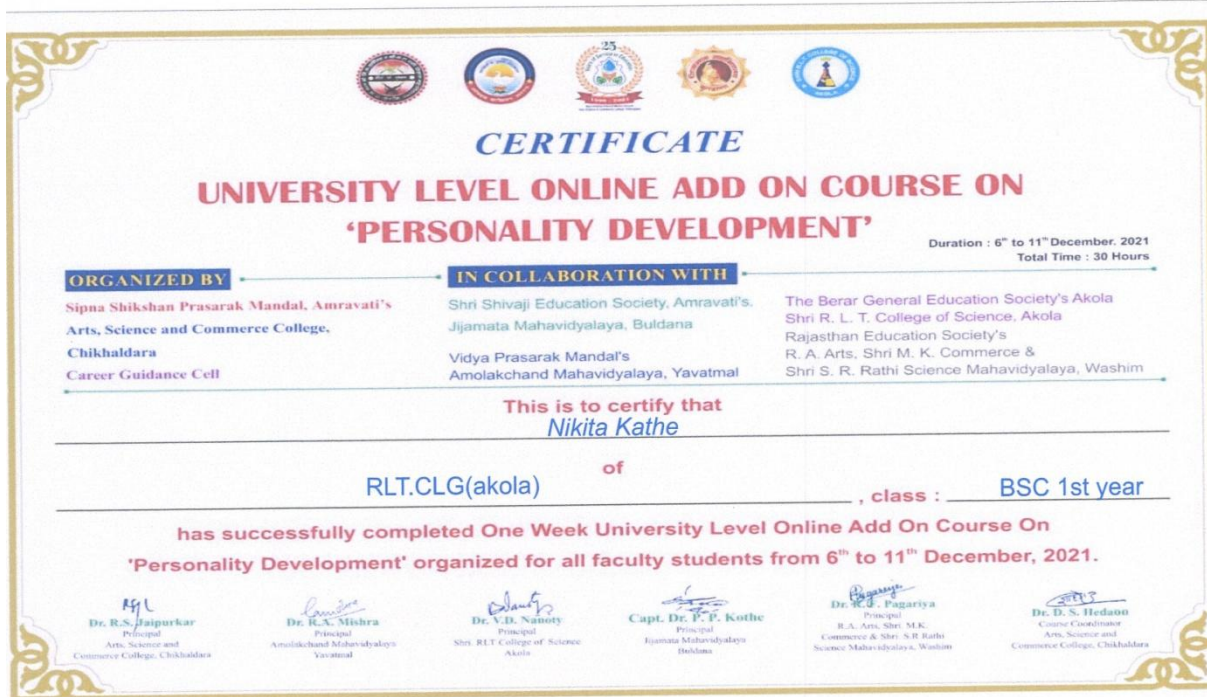 25
CERTIFICATE
UNIVERSITY LEVEL ONLINE ADD ON COURSE ON
‘PERSONALITY DEVELOPMENT’
Duration : 6th to 11th December. 2021
Total Time : 30 Hours
ORGANIZED BY
Sipna Shikshan Prasarak Mandal, Amravati's
Arts, Science and Commerce College,
Chikhaldara
Career Guidance Cell
IN COLLABORATION WITH
Shri Shivaji Education Society, Amravati's.
Jijamata Mahavidyalaya, Buldana
Vidya Prasarak Mandal's
Amolakchand Mahavidyalaya, Yavatmal
The Berar General Education Society's Akola
Shri R. L. T. College of Science, Akola
Rajasthan Education Society's
R. A. Arts, Shri M. K. Commerce &
Shri S. R. Rathi Science Mahavidyalaya, Washim
This is to certify that
Nikita Kathe
of
RLT.CLG(akola) , class : BSC 1st year
has successfully completed One Week University Level Online Add On Course On
'Personality Development' organized for all faculty students from 6th to 11th December, 2021.
Dr. R.S. Jaipurkar
Principal
Arts, Science and
Commerce College, Chikhaldara
Dr. R.A. Mishra
Principal
Amolakchand Mahavidyalaya
Yavatmal
Dr. V.D. Nanoty
Principal
Shri. RLT College of Science
Akola
Capt. Dr. P. P. Kothe
Principal
Jijamata Mahavidyalaya
Buldana
Dr. Pagariya
Principal
R.A. Arts, Shri. M.K.
Commerce & Shri. S.R Rathi
Science Mahavidyalaya, Washim
Dr. D. S. Hedaon
Course Coordinator
Arts, Science and
Commerce College, Chikhaldara